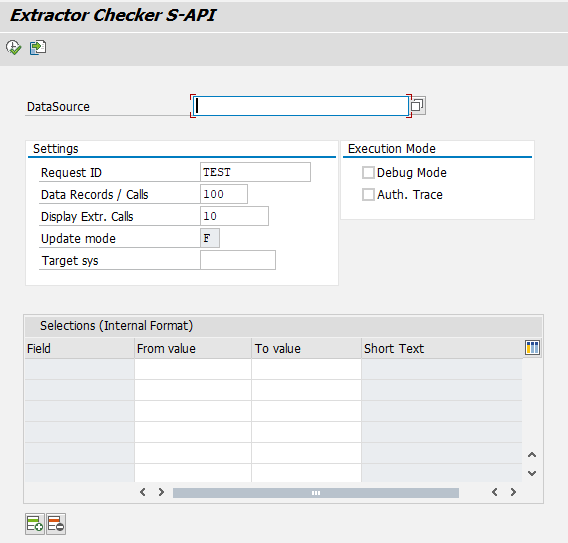 Extractor Checker S-API
DataSource
Settings
Request ID TEST
Data Records / Calls 100
Display Extr. Calls 10
Update mode F
Target sys
Execution Mode
Debug Mode
Auth. Trace
Selections (Internal Format)
Field From value To value Short Text